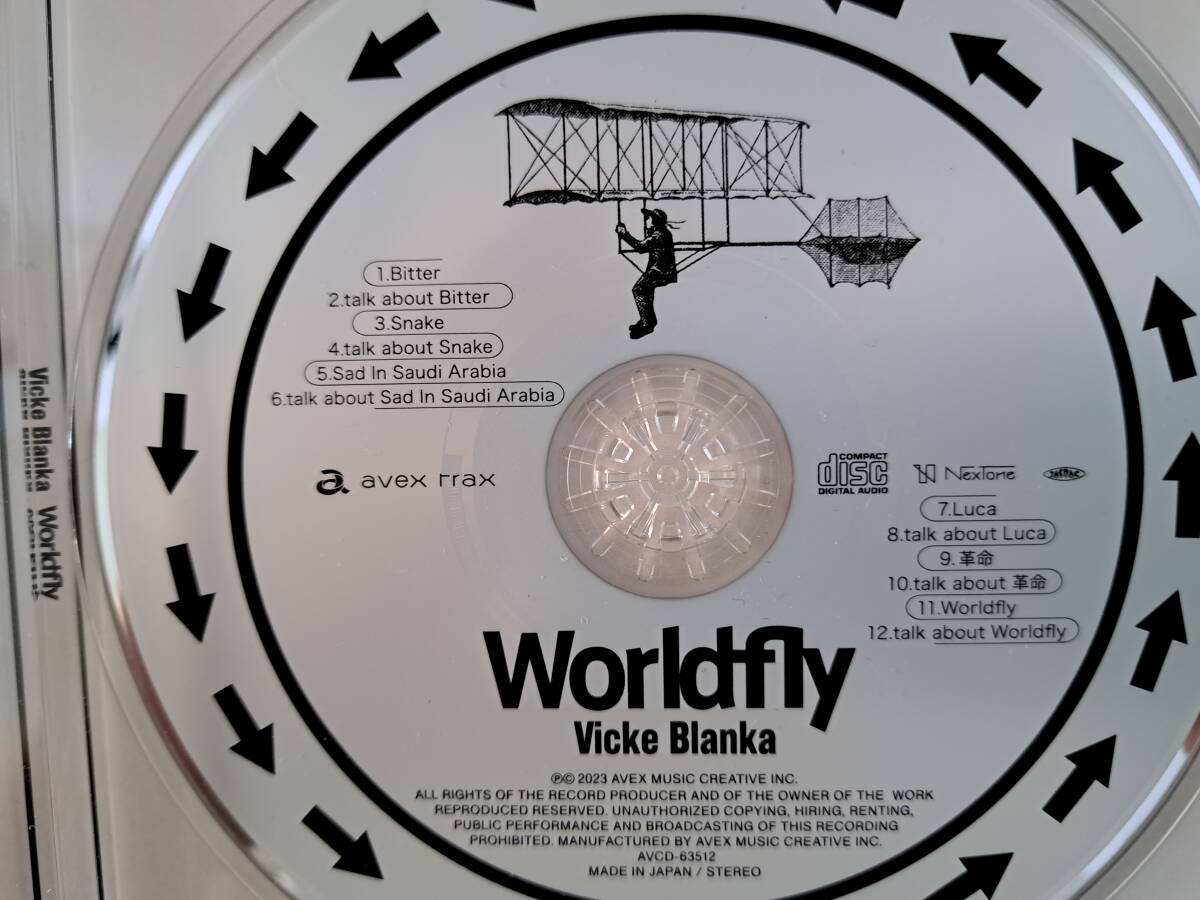 Vicke Blanka Worldfly
1.Bitter
2.talk about Bitter
3.Snake
4.talk about Snake
5.Sad In Saudi Arabia
6.talk about Sad In Saudi Arabia
a avex trax
COMPACT
disc
DIGITAL AUDIO
N NexTone
JASRAC
7.Luca
8.talk about Luca
9.革命
10.talk about 革命
11.Worldfly
12.talk about Worldfly
Worldfly
Vicke Blanka
℗© 2023 AVEX MUSIC CREATIVE INC.
ALL RIGHTS OF THE RECORD PRODUCER AND OF THE OWNER OF THE WORK
REPRODUCED RESERVED. UNAUTHORIZED COPYING, HIRING, RENTING,
PUBLIC PERFORMANCE AND BROADCASTING OF THIS RECORDING
PROHIBITED. MANUFACTURED BY AVEX MUSIC CREATIVE INC.
AVCD-63512
MADE IN JAPAN / STEREO